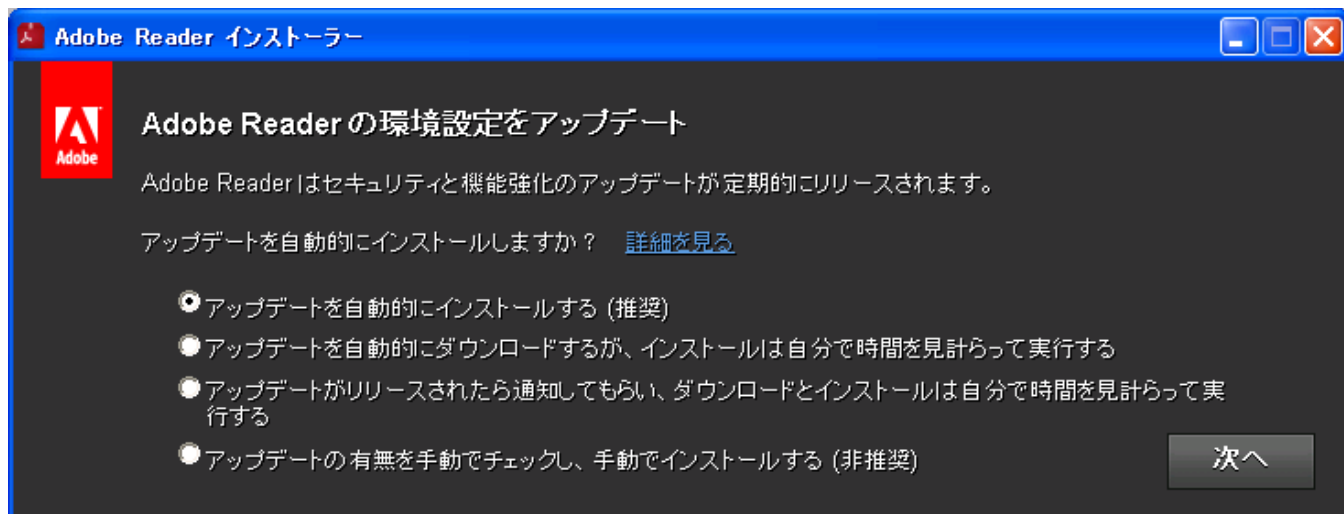 Adobe Reader インストーラー
Adobe
Adobe Reader の環境設定をアップデート
Adobe Reader はセキュリティと機能強化のアップデートが定期的にリリースされます。
アップデートを自動的にインストールしますか？ 詳細を見る
アップデートを自動的にインストールする (推奨)
アップデートを自動的にダウンロードするが、インストールは自分で時間を見計らって実行する
アップデートがリリースされたら通知してもらい、ダウンロードとインストールは自分で時間を見計らって実
行する
アップデートの有無を手動でチェックし、手動でインストールする (非推奨)
次へ